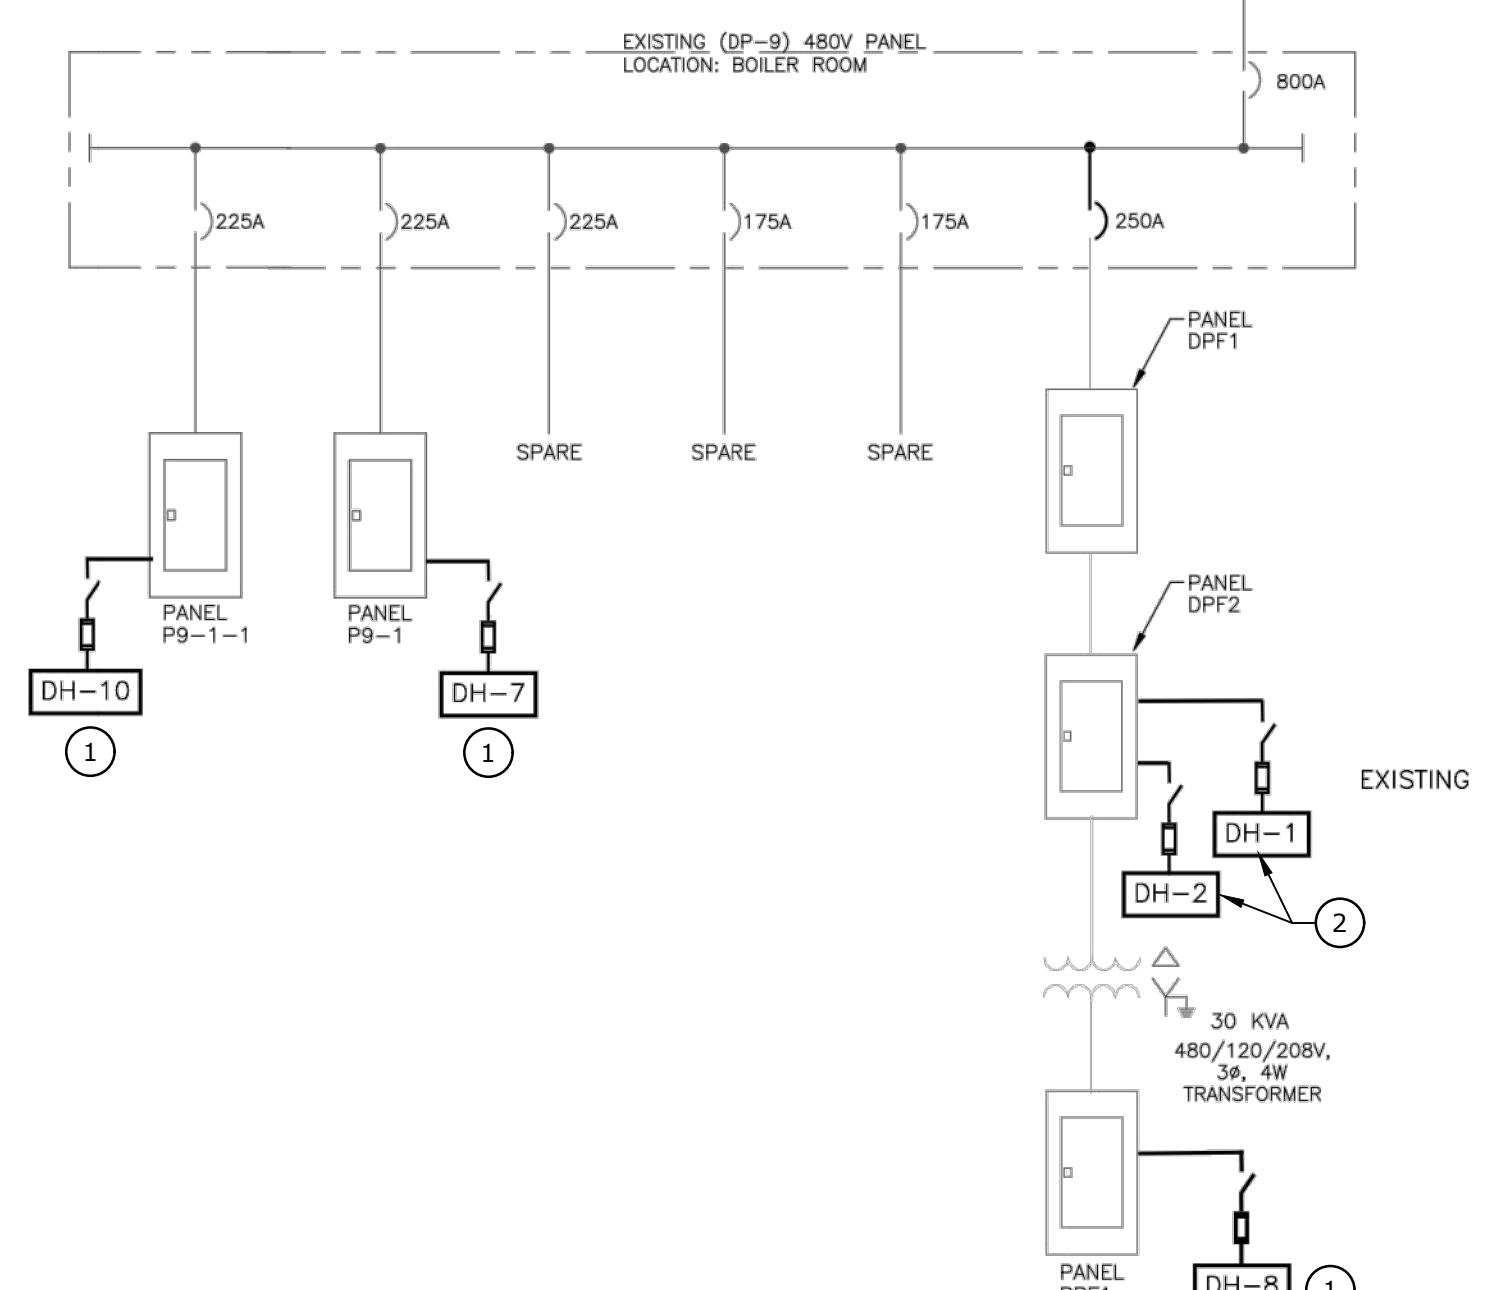 EXISTING (DP-9) 480V PANEL
LOCATION: BOILER ROOM
800A
225A
225A
225A
175A
175A
250A
PANEL
DPF1
SPARE
SPARE
SPARE
PANEL
DPF2
PANEL
P9-1-1
PANEL
P9-1
DH-10
DH-7
1
1
EXISTING
DH-1
DH-2
2
30 KVA
480/120/208V,
3ø, 4W
TRANSFORMER
PANEL
DH-8
1